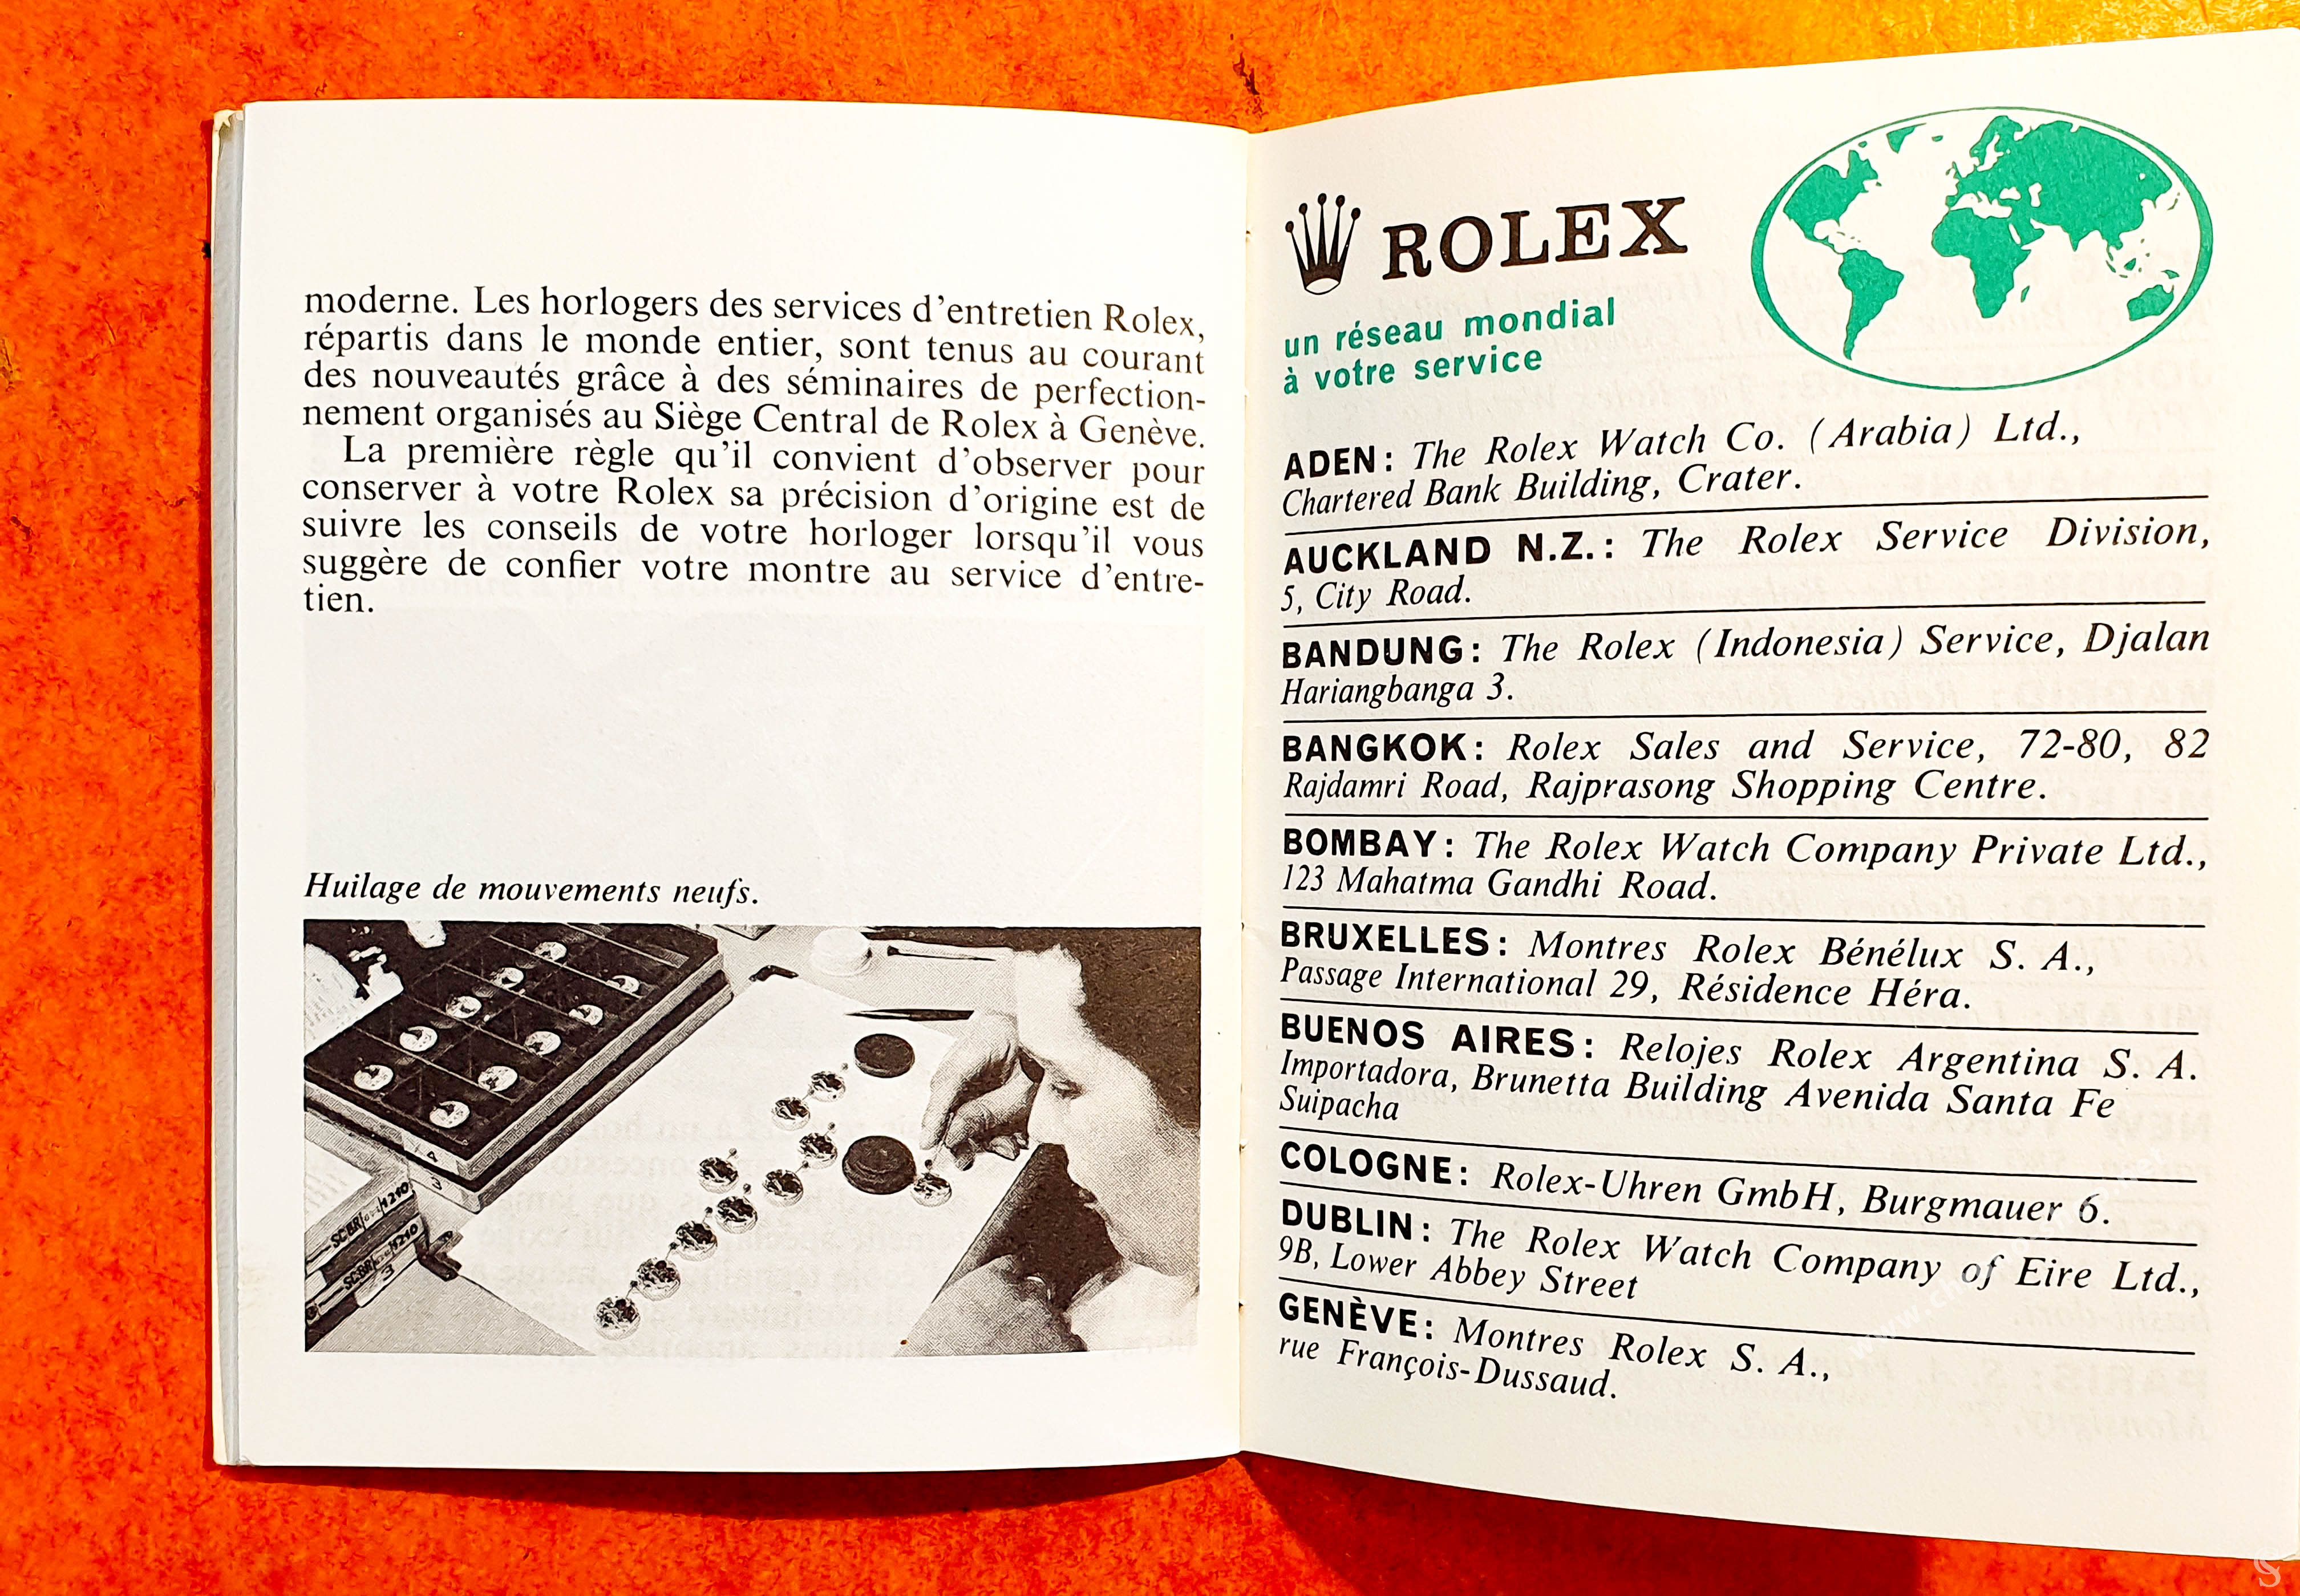 moderne. Les horlogers des services d'entretien Rolex,
répartis dans le monde entier, sont tenus au courant
des nouveautés grâce à des séminaires de perfection-
nement organisés au Siège Central de Rolex à Genève.
La première règle qu'il convient d'observer pour
conserver à votre Rolex sa précision d'origine est de
suivre les conseils de votre horloger lorsqu'il vous
suggère de confier votre montre au service d'entre-
tien.
Huilage de mouvements neufs.
4
3
1210
SCBR
1210
3
ROLEX
un réseau mondial
à votre service
ADEN: The Rolex Watch Co. (Arabia) Ltd.,
Chartered Bank Building, Crater.
AUCKLAND N.Z.: The Rolex Service Division,
5, City Road.
BANDUNG: The Rolex (Indonesia) Service, Djalan
Hariangbanga 3.
BANGKOK: Rolex Sales and Service, 72-80, 82
Rajdamri Road, Rajprasong Shopping Centre.
BOMBAY: The Rolex Watch Company Private Ltd.,
123 Mahatma Gandhi Road.
BRUXELLES: Montres Rolex Bénélux S. A.,
Passage International 29, Résidence Héra.
BUENOS AIRES: Relojes Rolex Argentina S. A.
Importadora, Brunetta Building Avenida Santa Fe
Suipacha
COLOGNE: Rolex-Uhren GmbH, Burgmauer 6.
DUBLIN: The Rolex Watch Company of Eire Ltd.,
9B, Lower Abbey Street
GENÈVE: Montres Rolex S. A.,
rue François-Dussaud.